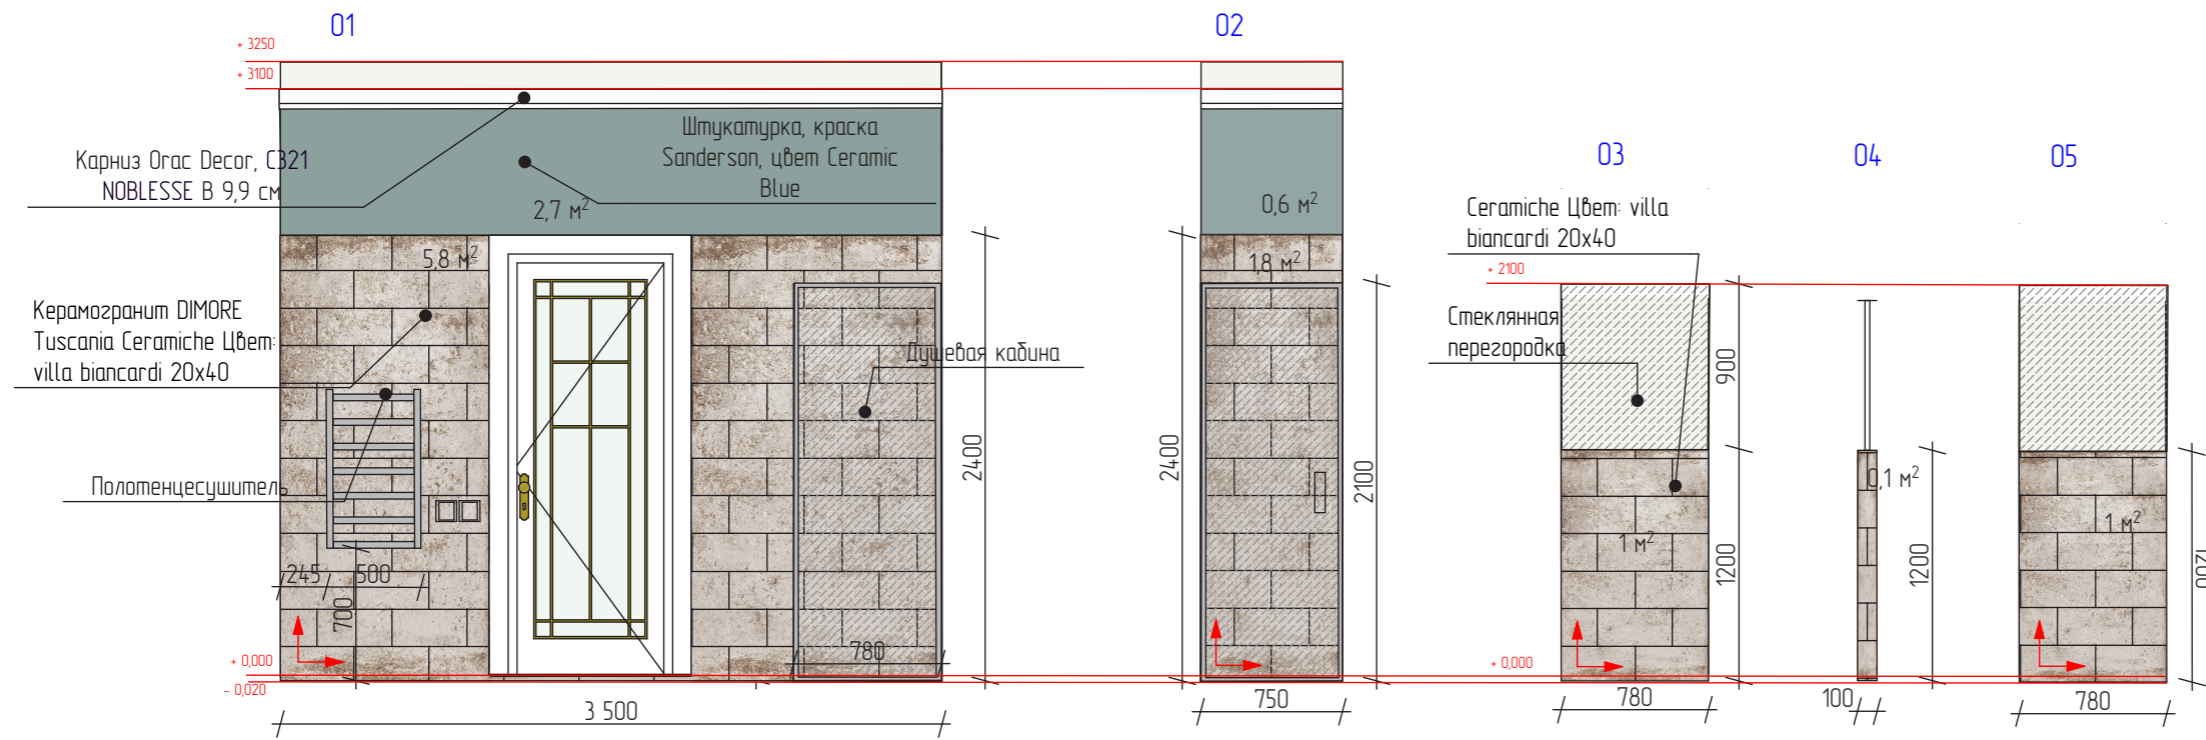 01
02
+ 3250
+ 3100
Штукатурка, краска
Sanderson, цвет Ceramic
Blue
Карниз Orac Decor, C321
NOBLESSE В 9,9 см
2,7 м²
0,6 м²
5,8 м²
1,8 м²
Керамогранит DIMORE
Tuscania Ceramiche Цвет:
villa biancardi 20x40
Душевая кабина
Полотенцесушитель
245
500
700
780
2400
2400
2100
+ 0,000
- 0,020
3 500
750
03
04
05
Ceramiche Цвет: villa
biancardi 20x40
+ 2100
Стеклянная
перегородка
900
0,1 м²
1 м²
1 м²
1200
1200
1200
+ 0,000
780
100
780